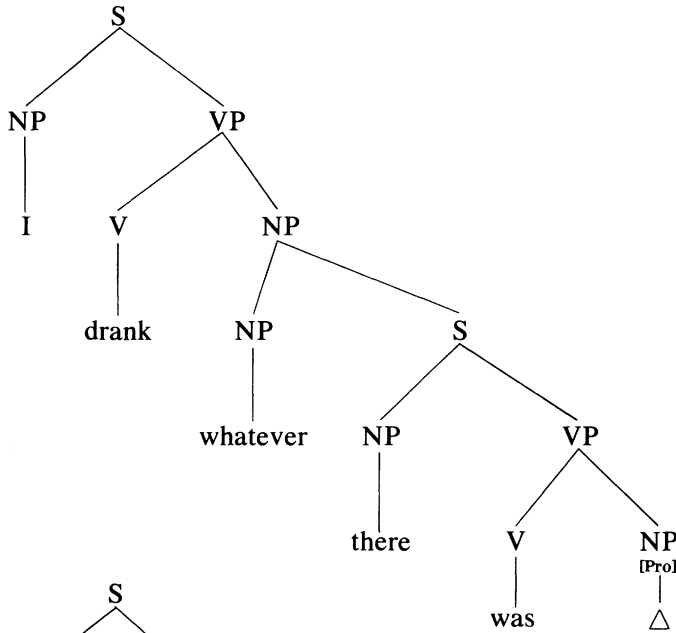 S
NP VP
I V NP
drank NP S
whatever NP VP
there V NP
[Pro]
was △
S